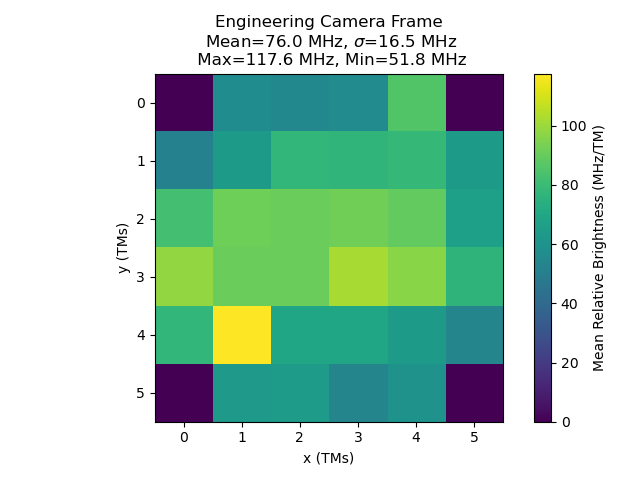 Engineering Camera Frame
Mean=76.0 MHz, σ=16.5 MHz
Max=117.6 MHz, Min=51.8 MHz
0
1
2
3
4
5
y (TMs)
0 1 2 3 4 5
x (TMs)
100
80
60
40
20
0
Mean Relative Brightness (MHz/TM)